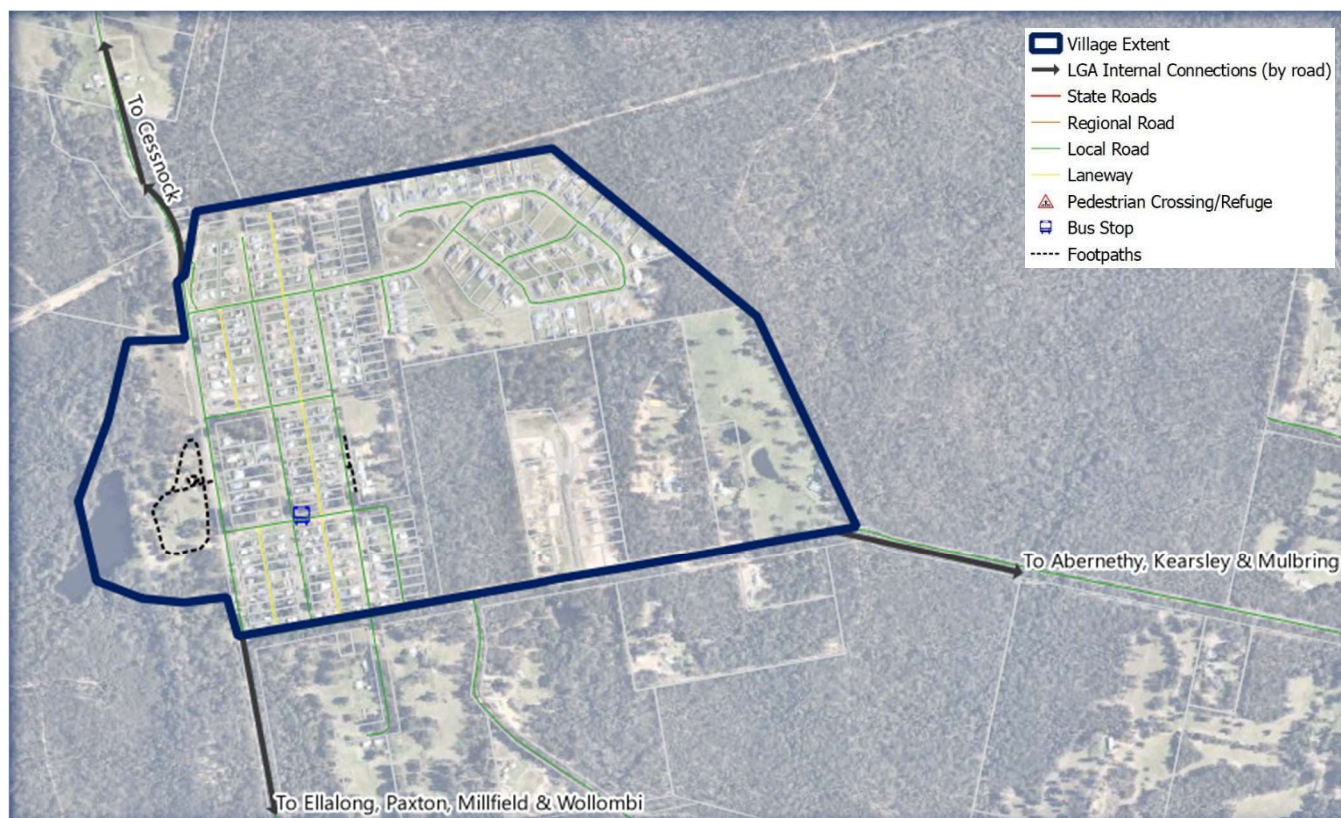 Village Extent
LGA Internal Connections (by road)
State Roads
Regional Road
Local Road
Laneway
Pedestrian Crossing/Refuge
Bus Stop
Footpaths
To Cessnock
To Abernethy, Kearsley & Mulbring
To Ellalong, Paxton, Millfield & Wollombi